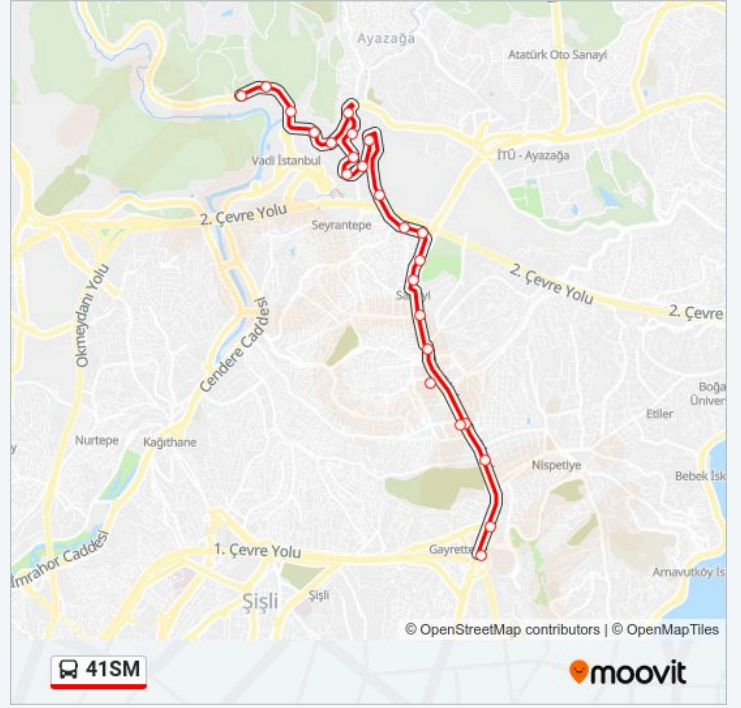 Ayazağa
Atatürk Oto Sanayi
Vadi İstanbul
İTÜ - Ayazağa
2. Çevre Yolu
Seyrantepe
2. Çevre Yolu
Okmeydanı Yolu
2. Çevre
Cendere Caddesi
Boğa
Üniver
Etiler
Nurtepe
Kağıthane
Nispetiye
Bebek İsk
1. Çevre Yolu
Gayrette
İmrahor Caddesi
Arnavutköy İs
Şişli
Şişli
© OpenStreetMap contributors | © OpenMapTiles
41SM
moovit